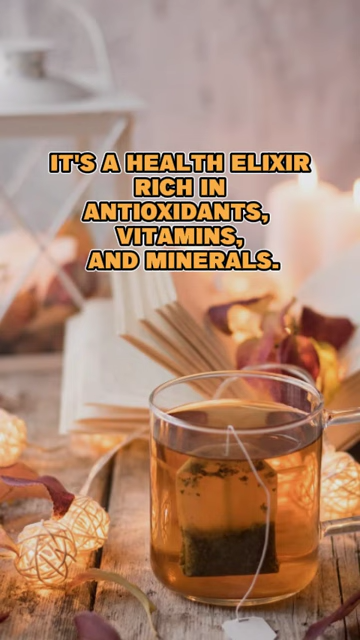 IT'S A HEALTH ELIXIR
RICH IN
ANTIOXIDANTS,
VITAMINS,
AND MINERALS.